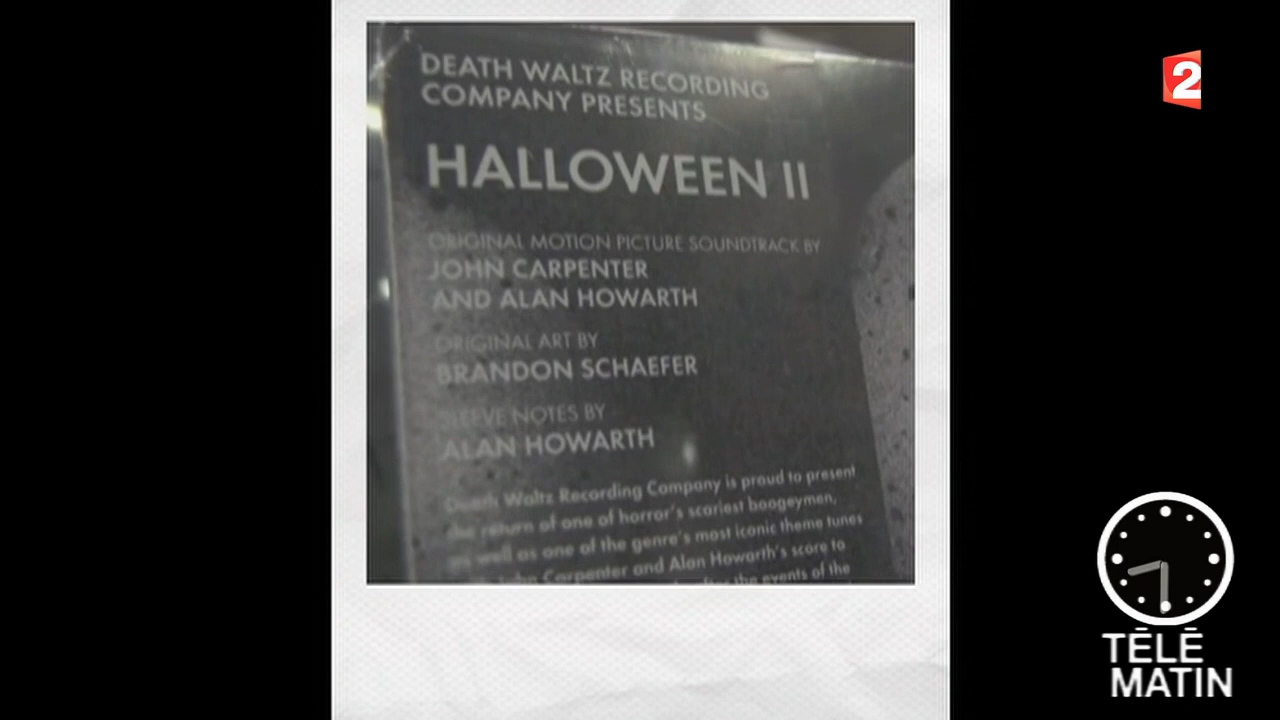 DEATH WALTZ RECORDING
COMPANY PRESENTS
HALLOWEEN II
ORIGINAL MOTION PICTURE SOUNDTRACK BY
JOHN CARPENTER
AND ALAN HOWARTH
ORIGINAL ART BY
BRANDON SCHAEFER
SLEEVE NOTES BY
ALAN HOWARTH
Death Waltz Recording Company is proud to present
the return of one of horror's scariest boogeymen,
as well as one of the genre's most iconic theme tunes
John Carpenter and Alan Howarth's score to
the events of the
2
TÉLÉ
MATIN